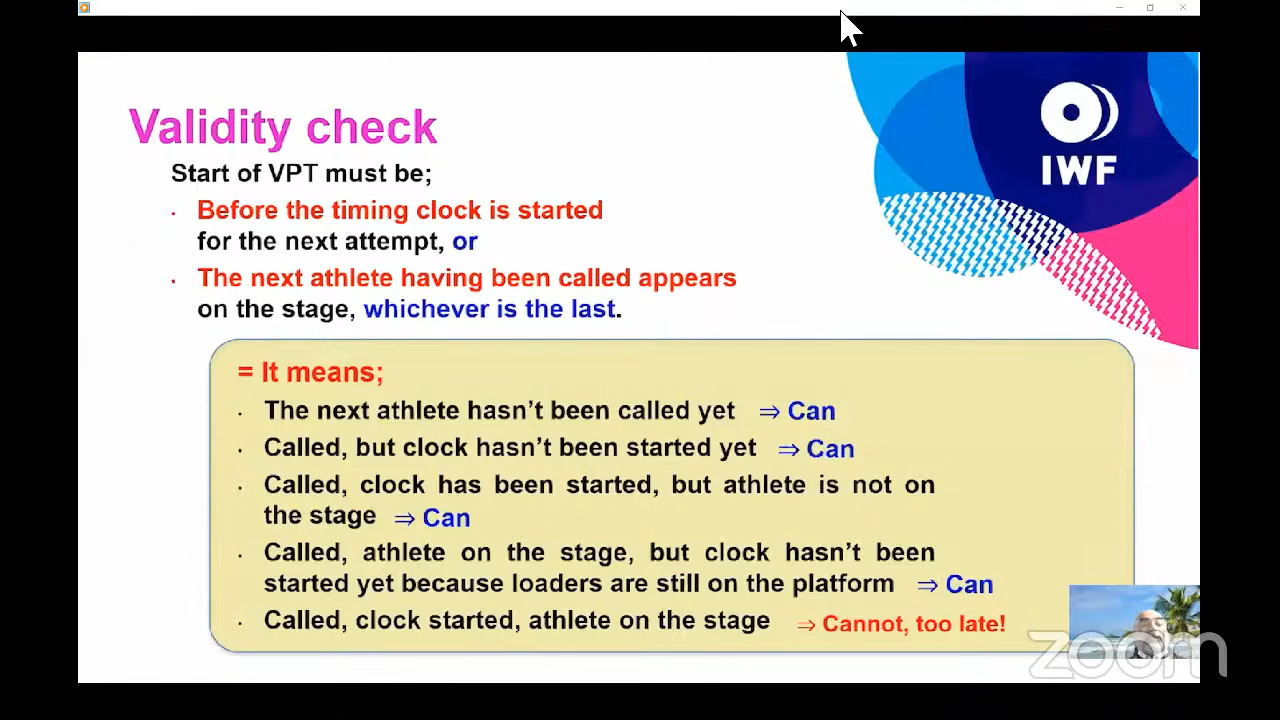 IWF
Validity check
Start of VPT must be;
· Before the timing clock is started
for the next attempt, or
· The next athlete having been called appears
on the stage, whichever is the last.
= It means;
· The next athlete hasn't been called yet ⇒ Can
· Called, but clock hasn't been started yet ⇒ Can
· Called, clock has been started, but athlete is not on
the stage ⇒ Can
· Called, athlete on the stage, but clock hasn't been
started yet because loaders are still on the platform ⇒ Can
· Called, clock started, athlete on the stage ⇒ Cannot, too late!
zoom